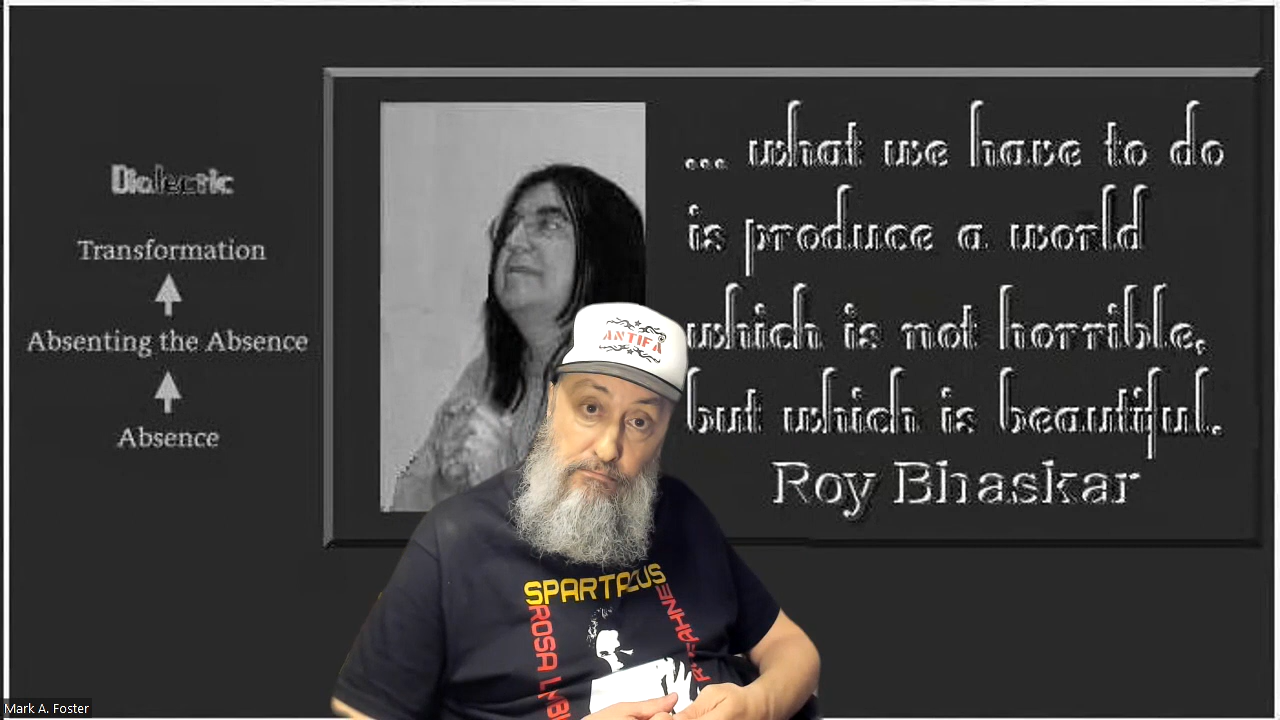 Dialectic
Transformation
Absenting the Absence
Absence
... what we have to do
is produce a world
which is not horrible,
but which is beautiful.
Roy Bhaskar
ANTIFA
SPARTACUS
ROSA
Mark A. Foster